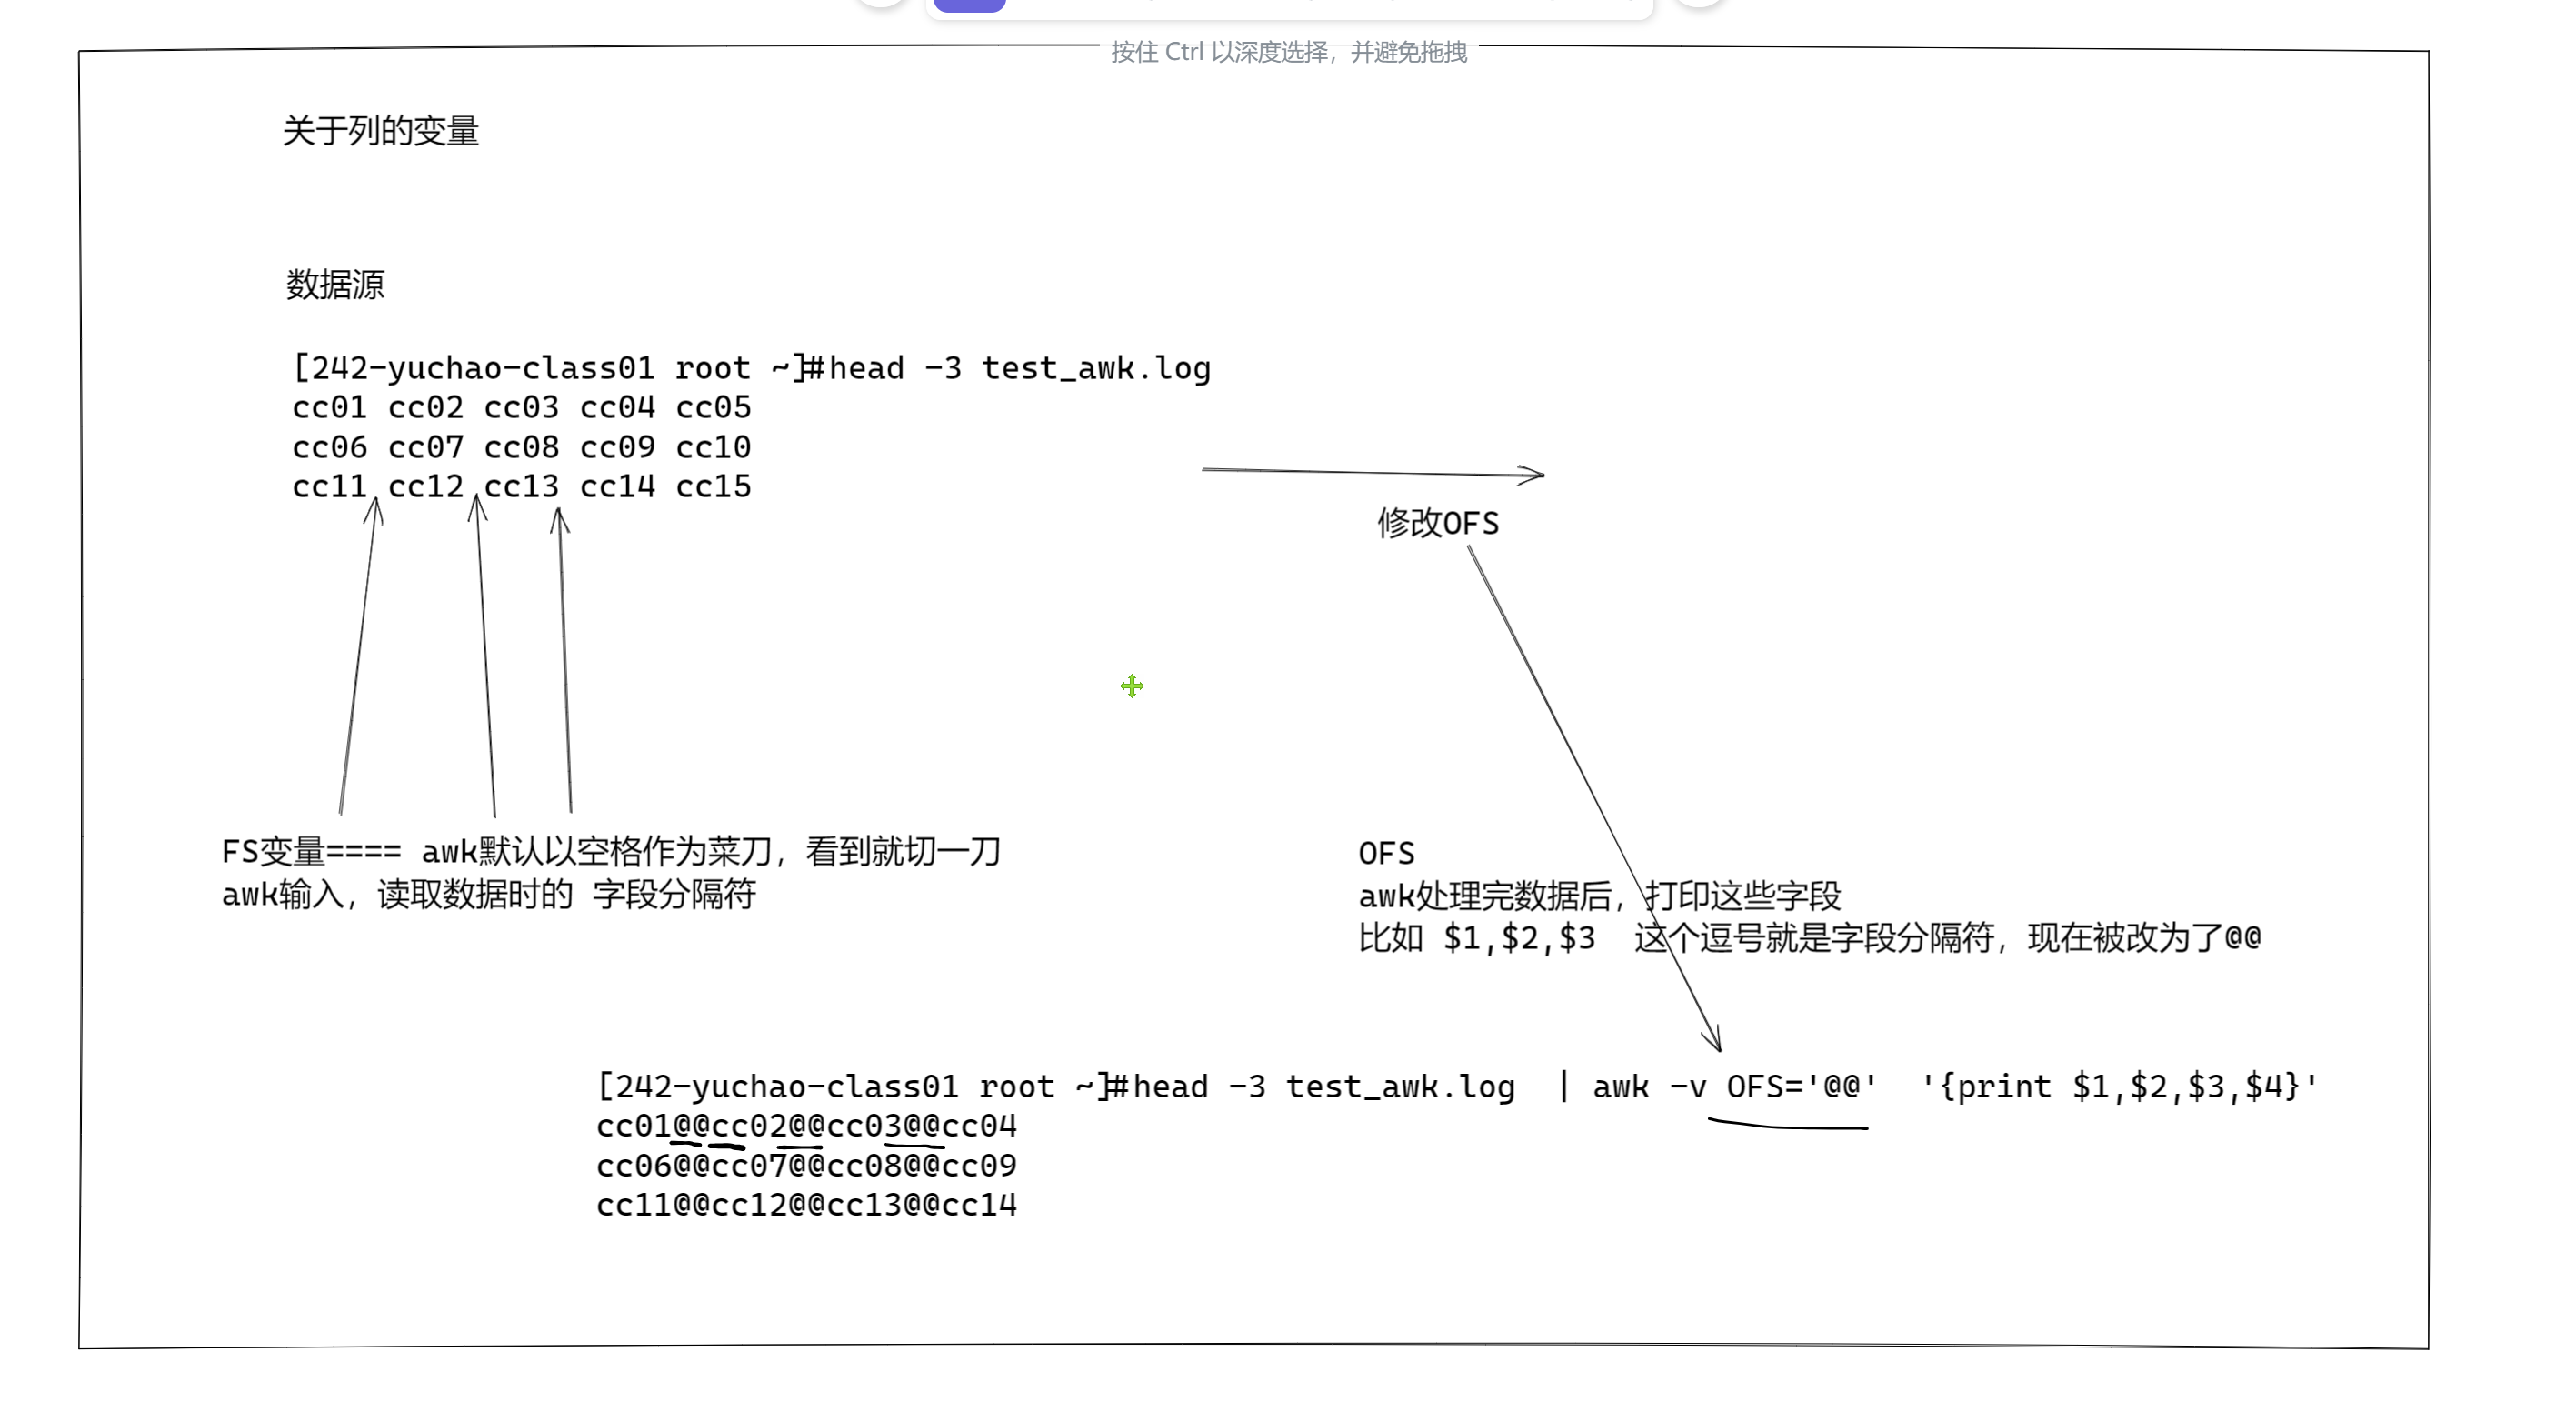 按住 Ctrl 以深度选择，并避免拖拽
关于列的变量
数据源
[242-yuchao-class01 root ~]#head -3 test_awk.log
cc01 cc02 cc03 cc04 cc05
cc06 cc07 cc08 cc09 cc10
cc11 cc12 cc13 cc14 cc15
修改OFS
FS变量==== awk默认以空格作为菜刀，看到就切一刀
awk输入，读取数据时的 字段分隔符
OFS
awk处理完数据后，打印这些字段
比如 $1,$2,$3  这个逗号就是字段分隔符，现在被改为了@@
[242-yuchao-class01 root ~]#head -3 test_awk.log  | awk -v OFS='@@'  '{print $1,$2,$3,$4}'
cc01@@cc02@@cc03@@cc04
cc06@@cc07@@cc08@@cc09
cc11@@cc12@@cc13@@cc14